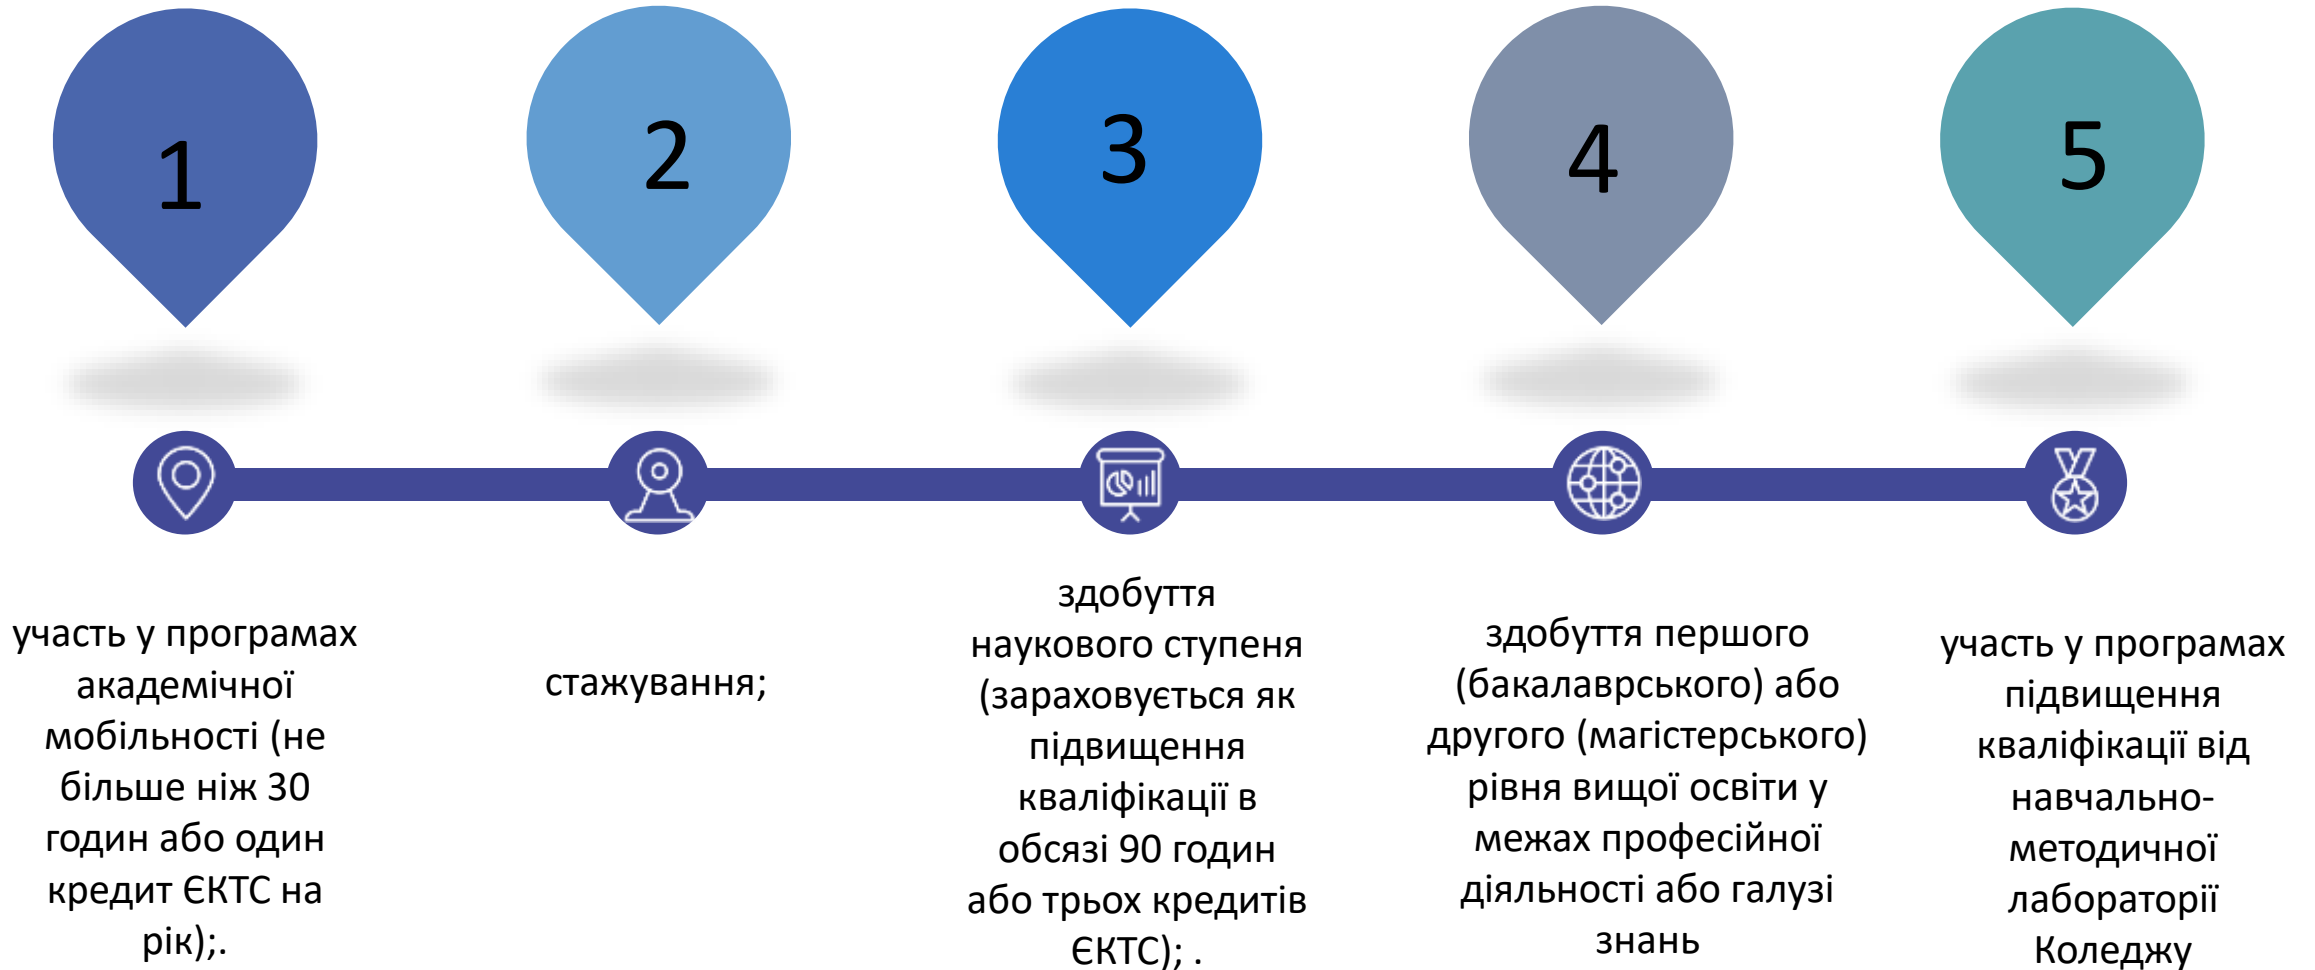 1
2
3
4
5
участь у програмах
академічної
мобільності (не
більше ніж 30
годин або один
кредит ЄКТС на
рік);.
стажування;
здобуття
наукового ступеня
(зараховується як
підвищення
кваліфікації в
обсязі 90 годин
або трьох кредитів
ЄКТС); .
здобуття першого
(бакалаврського) або
другого (магістерського)
рівня вищої освіти у
межах професійної
діяльності або галузі
знань
участь у програмах
підвищення
кваліфікації від
навчально-
методичної
лабораторії
Коледжу